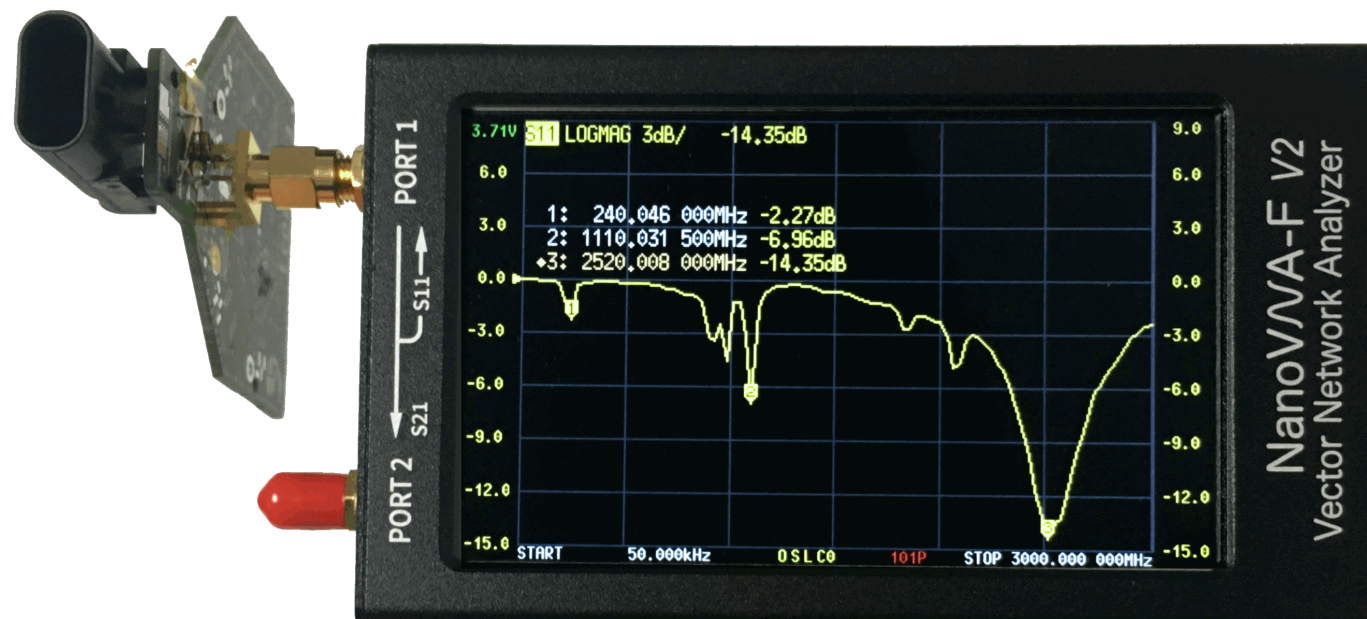 PORT 1
S11
S21
PORT 2
3.71V S11 LOGMAG 3dB/ -14.35dB
9.0
6.0
3.0
0.0
-3.0
-6.0
-9.0
-12.0
-15.0
1: 240.046 000MHz -2.27dB
2: 1110.031 500MHz -6.96dB
3: 2520.008 000MHz -14.35dB
1
2
3
6.0
3.0
0.0
-3.0
-6.0
-9.0
-12.0
-15.0
START 50.000kHz OSLC0 101P STOP 3000.000 000MHz
NanoVNA-F V2
Vector Network Analyzer